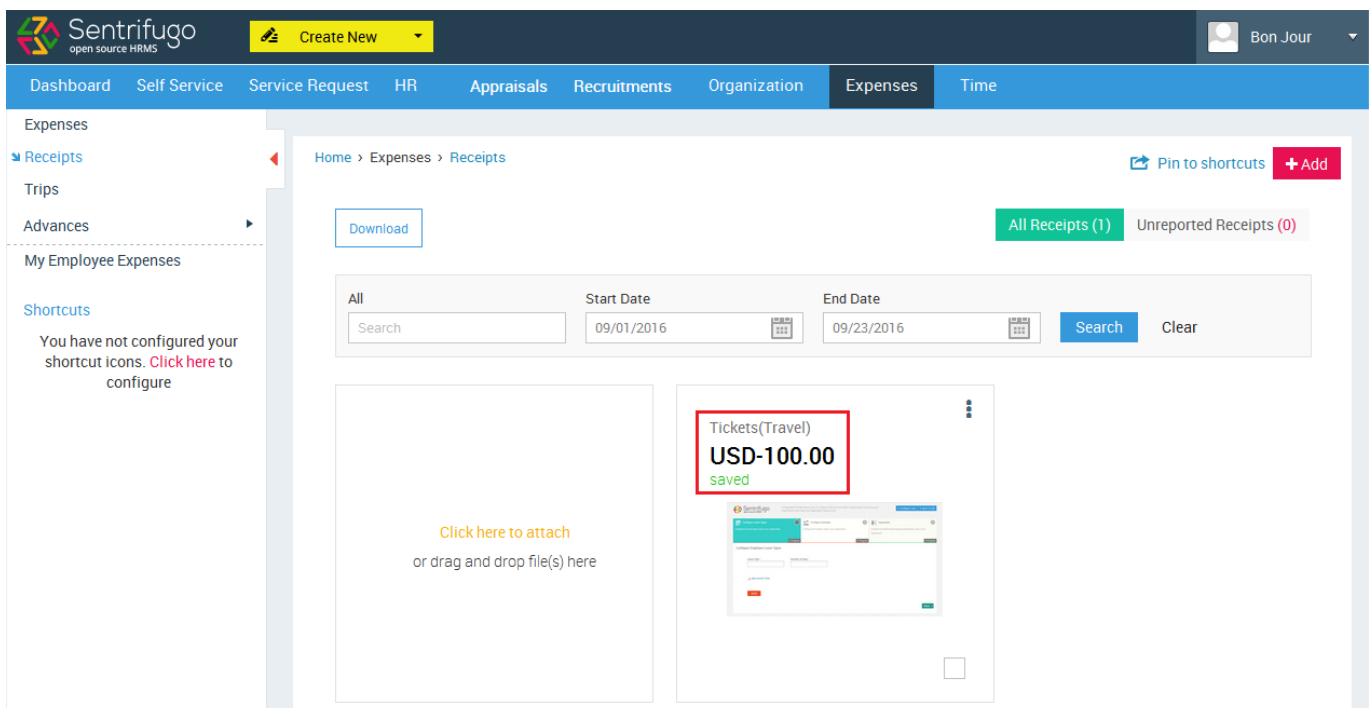 Sentrifugo
open source HRMS
Create New
Bon Jour
Dashboard Self Service Service Request HR Appraisals Recruitments Organization Expenses Time
Expenses
Receipts
Trips
Advances
My Employee Expenses
Shortcuts
You have not configured your
shortcut icons. Click here to
configure
Home › Expenses › Receipts
Pin to shortcuts
+ Add
Download
All Receipts (1) Unreported Receipts (0)
All Start Date End Date
Search 09/01/2016 09/23/2016 Search Clear
Click here to attach
or drag and drop file(s) here
Tickets(Travel)
USD-100.00
saved
Sentrifugo